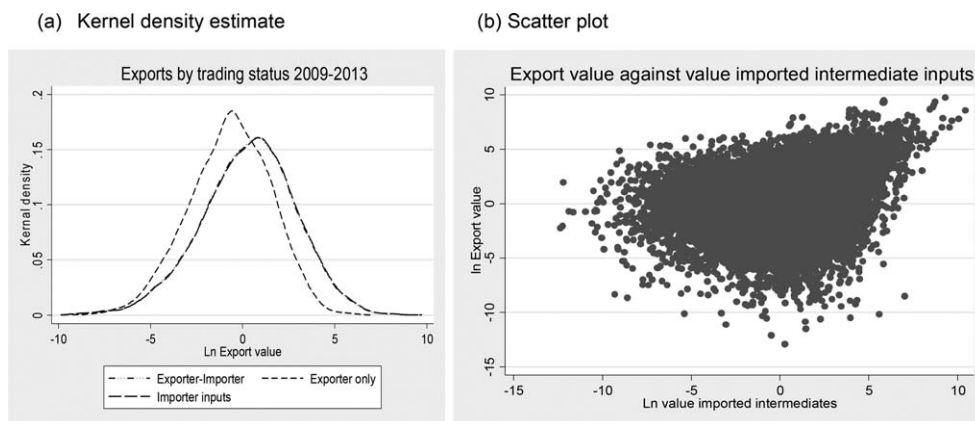 (a) Kernel density estimate
Exports by trading status 2009-2013
Kernal density
.2
.15
.1
.05
0
-10 -5 0 5 10
Ln Export value
Exporter-Importer Exporter only
Importer inputs
(b) Scatter plot
Export value against value imported intermediate inputs
ln Export value
10
5
0
-5
-10
-15
-15 -10 -5 0 5 10
Ln value imported intermediates